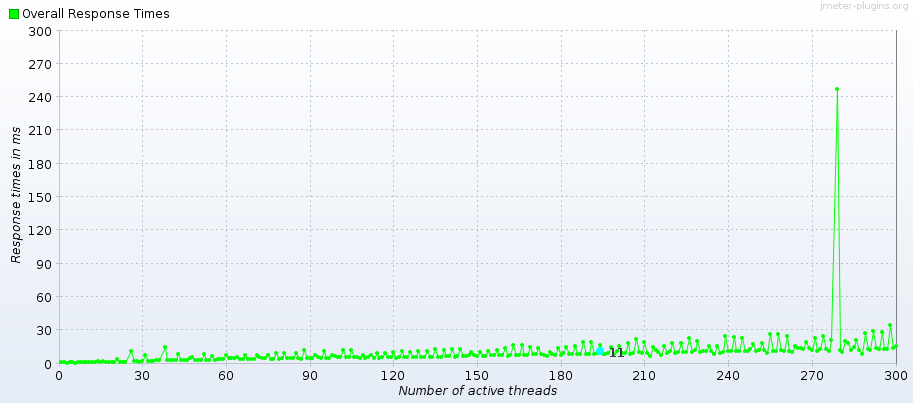 Overall Response Times
jmeter-plugins.org
300
270
240
210
180
150
120
90
60
30
0
Response times in ms
11
0 30 60 90 120 150 180 210 240 270 300
Number of active threads